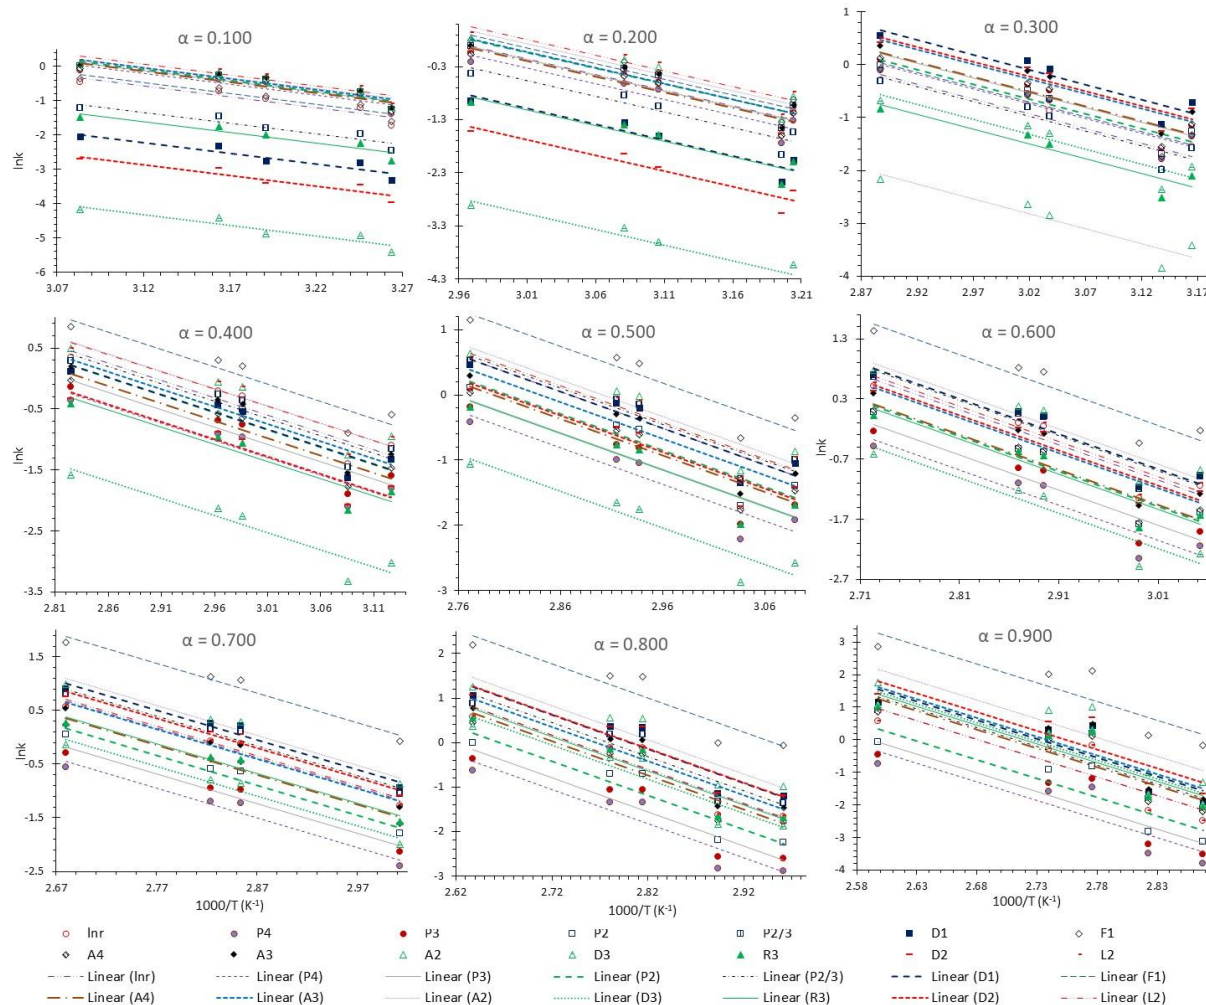 α = 0.100
0
-1
-2
-3
-4
-5
-6
lnk
3.07 3.12 3.17 3.22 3.27
α = 0.200
-0.3
-1.3
-2.3
-3.3
-4.3
2.96 3.01 3.06 3.11 3.16 3.21
α = 0.300
1
0
-1
-2
-3
-4
2.87 2.92 2.97 3.02 3.07 3.12 3.17
α = 0.400
0.5
-0.5
-1.5
-2.5
-3.5
lnk
2.81 2.86 2.91 2.96 3.01 3.06 3.11
α = 0.500
1
0
-1
-2
-3
lnk
2.76 2.86 2.96 3.06
α = 0.600
1.3
0.3
-0.7
-1.7
-2.7
lnk
2.71 2.81 2.91 3.01
α = 0.700
1.5
0.5
-0.5
-1.5
-2.5
lnk
2.67 2.77 2.87 2.97
1000/T (K⁻¹)
α = 0.800
2
1
0
-1
-2
-3
2.62 2.72 2.82 2.92
1000/T (K⁻¹)
α = 0.900
3
2
1
0
-1
-2
-3
-4
2.58 2.63 2.68 2.73 2.78 2.83
1000/T (K⁻¹)
lnr P4 P3 P2 P2/3 D1 F1
A4 A3 A2 D3 R3 D2 L2
Linear (lnr) Linear (P4) Linear (P3) Linear (P2) Linear (P2/3) Linear (D1) Linear (F1)
Linear (A4) Linear (A3) Linear (A2) Linear (D3) Linear (R3) Linear (D2) Linear (L2)